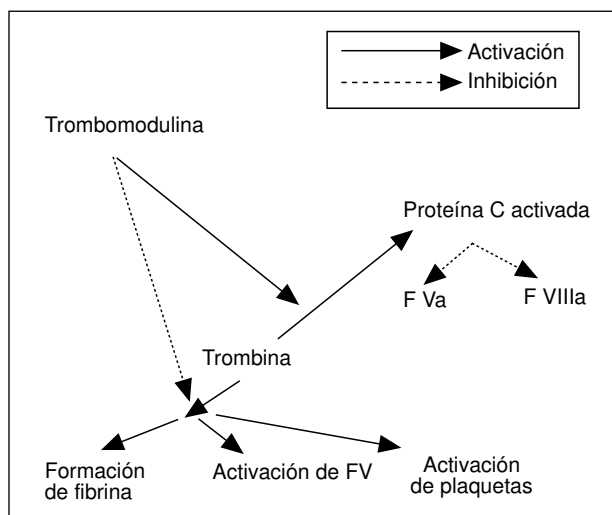 Activación
Inhibición
Trombomodulina
Proteína C activada
F Va
F VIIIa
Trombina
Formación
de fibrina
Activación de FV
Activación
de plaquetas